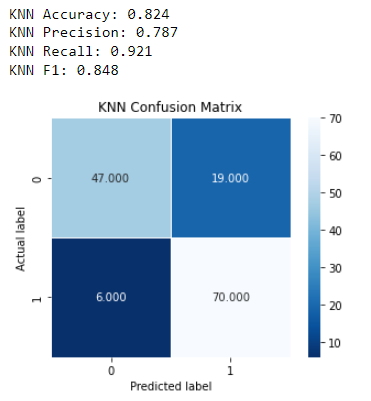 KNN Accuracy: 0.824
KNN Precision: 0.787
KNN Recall: 0.921
KNN F1: 0.848
KNN Confusion Matrix
70
60
50
40
30
20
10
Actual label
0
47.000
19.000
1
6.000
70.000
0
1
Predicted label